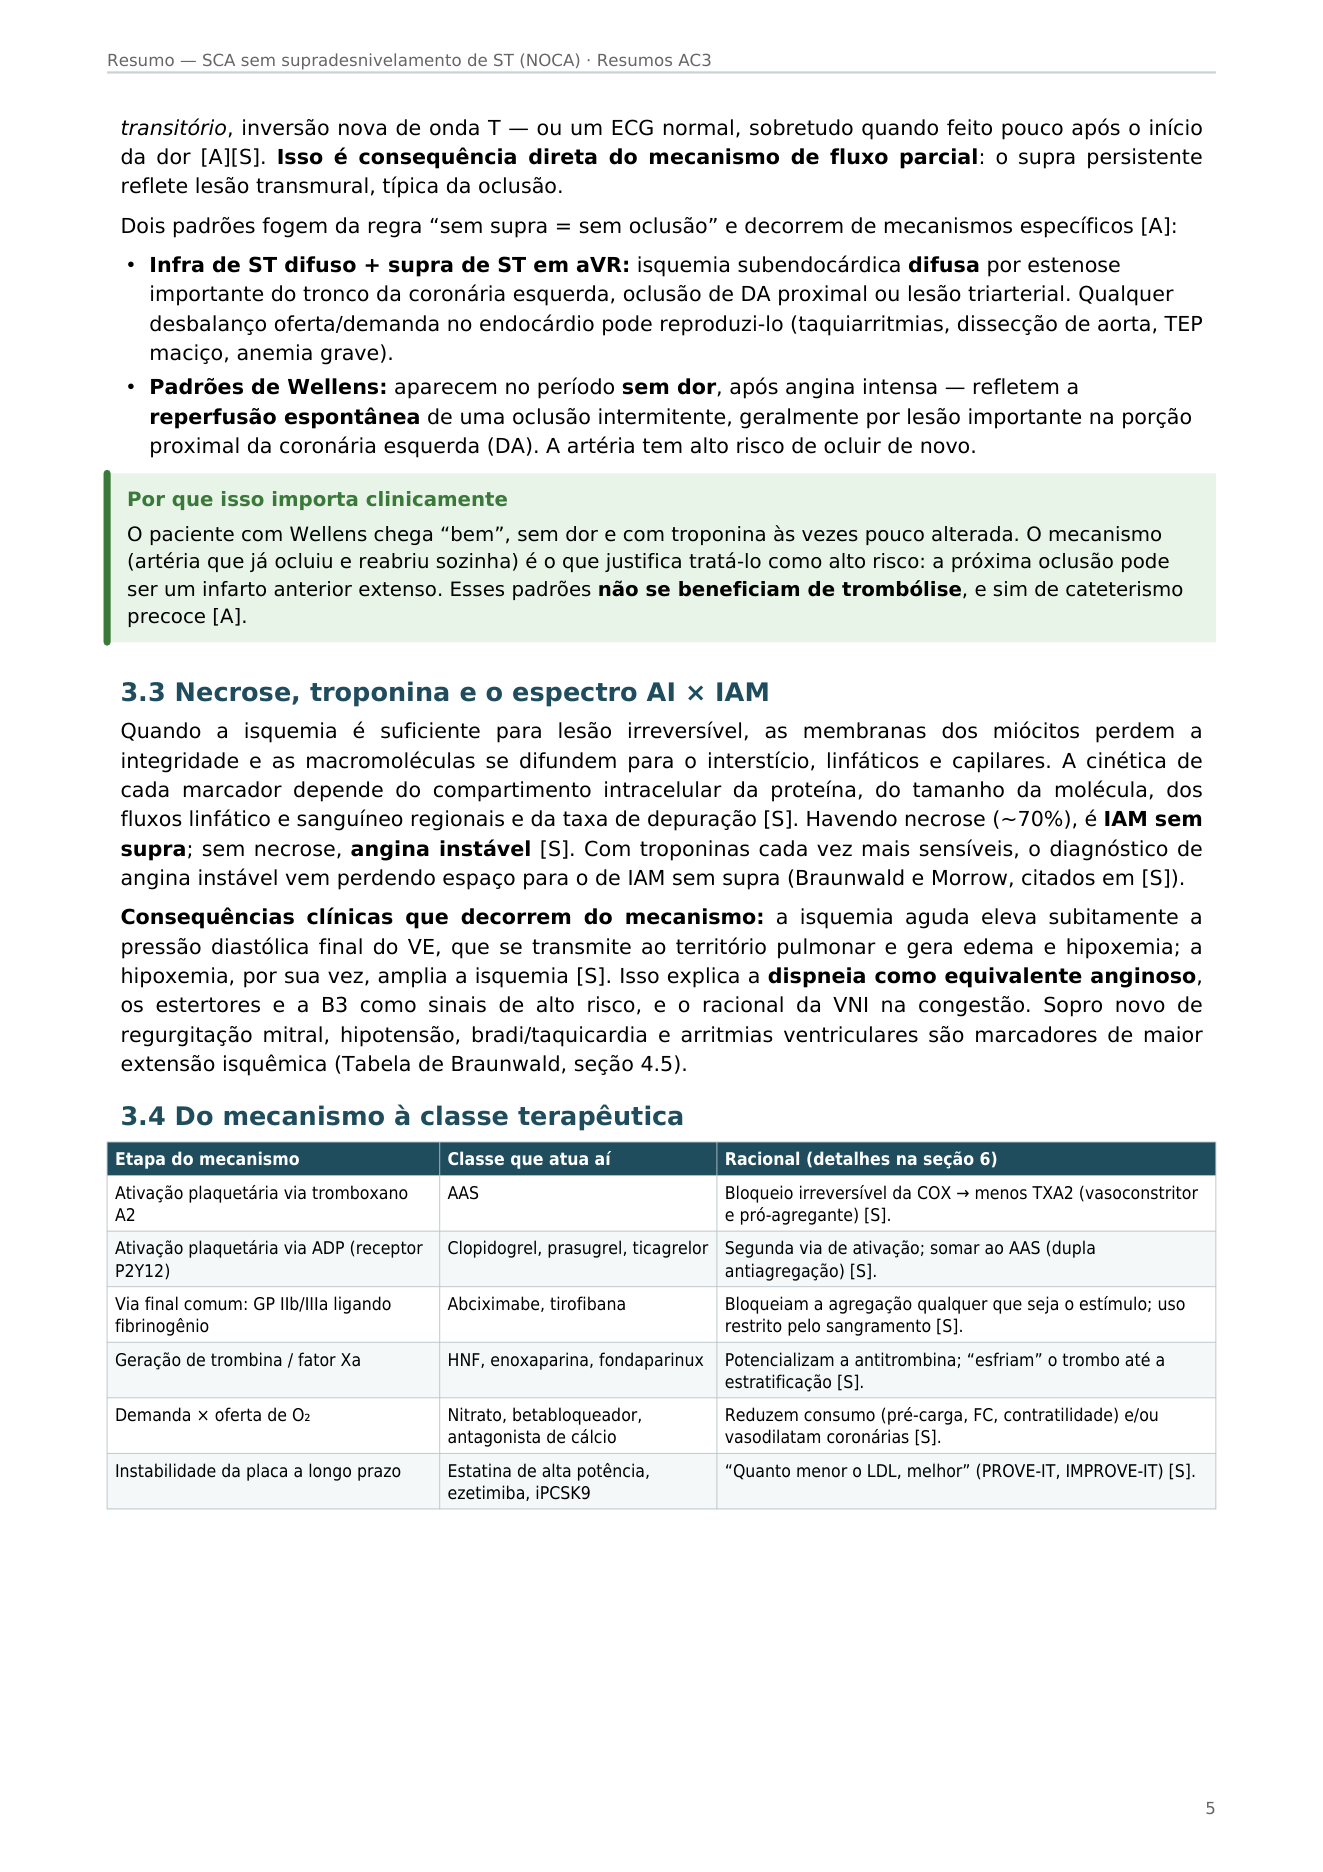 Resumo — SCA sem supradesnivelamento de ST (NOCA) · Resumos AC3
transitório, inversão nova de onda T — ou um ECG normal, sobretudo quando feito pouco após o início
da dor [A][S]. Isso é consequência direta do mecanismo de fluxo parcial: o supra persistente
reflete lesão transmural, típica da oclusão.
Dois padrões fogem da regra “sem supra = sem oclusão” e decorrem de mecanismos específicos [A]:
• Infra de ST difuso + supra de ST em aVR: isquemia subendocárdica difusa por estenose
importante do tronco da coronária esquerda, oclusão de DA proximal ou lesão triarterial. Qualquer
desbalanço oferta/demanda no endocárdio pode reproduzi-lo (taquiarritmias, dissecção de aorta, TEP
maciço, anemia grave).
• Padrões de Wellens: aparecem no período sem dor, após angina intensa — refletem a
reperfusão espontânea de uma oclusão intermitente, geralmente por lesão importante na porção
proximal da coronária esquerda (DA). A artéria tem alto risco de ocluir de novo.
Por que isso importa clinicamente
O paciente com Wellens chega “bem”, sem dor e com troponina às vezes pouco alterada. O mecanismo
(artéria que já ocluiu e reabriu sozinha) é o que justifica tratá-lo como alto risco: a próxima oclusão pode
ser um infarto anterior extenso. Esses padrões não se beneficiam de trombólise, e sim de cateterismo
precoce [A].
3.3 Necrose, troponina e o espectro AI × IAM
Quando a isquemia é suficiente para lesão irreversível, as membranas dos miócitos perdem a
integridade e as macromoléculas se difundem para o interstício, linfáticos e capilares. A cinética de
cada marcador depende do compartimento intracelular da proteína, do tamanho da molécula, dos
fluxos linfático e sanguíneo regionais e da taxa de depuração [S]. Havendo necrose (~70%), é IAM sem
supra; sem necrose, angina instável [S]. Com troponinas cada vez mais sensíveis, o diagnóstico de
angina instável vem perdendo espaço para o de IAM sem supra (Braunwald e Morrow, citados em [S]).
Consequências clínicas que decorrem do mecanismo: a isquemia aguda eleva subitamente a
pressão diastólica final do VE, que se transmite ao território pulmonar e gera edema e hipoxemia; a
hipoxemia, por sua vez, amplia a isquemia [S]. Isso explica a dispneia como equivalente anginoso,
os estertores e a B3 como sinais de alto risco, e o racional da VNI na congestão. Sopro novo de
regurgitação mitral, hipotensão, bradi/taquicardia e arritmias ventriculares são marcadores de maior
extensão isquêmica (Tabela de Braunwald, seção 4.5).
3.4 Do mecanismo à classe terapêutica
Etapa do mecanismo Classe que atua aí Racional (detalhes na seção 6)
Ativação plaquetária via tromboxano AAS Bloqueio irreversível da COX → menos TXA2 (vasoconstritor
A2 e pró-agregante) [S].
Ativação plaquetária via ADP (receptor Clopidogrel, prasugrel, ticagrelor Segunda via de ativação; somar ao AAS (dupla
P2Y12) antiagregação) [S].
Via final comum: GP IIb/IIIa ligando Abciximabe, tirofibana Bloqueiam a agregação qualquer que seja o estímulo; uso
fibrinogênio restrito pelo sangramento [S].
Geração de trombina / fator Xa HNF, enoxaparina, fondaparinux Potencializam a antitrombina; “esfriam” o trombo até a
estratificação [S].
Demanda × oferta de O₂ Nitrato, betabloqueador, Reduzem consumo (pré-carga, FC, contratilidade) e/ou
antagonista de cálcio vasodilatam coronárias [S].
Instabilidade da placa a longo prazo Estatina de alta potência, “Quanto menor o LDL, melhor” (PROVE-IT, IMPROVE-IT) [S].
ezetimiba, iPCSK9
5